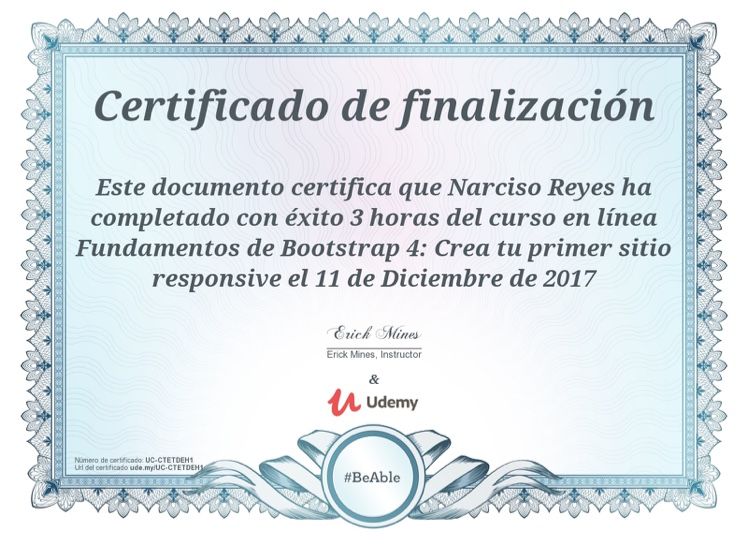 Certificado de finalización
Este documento certifica que Narciso Reyes ha
completado con éxito 3 horas del curso en línea
Fundamentos de Bootstrap 4: Crea tu primer sitio
responsive el 11 de Diciembre de 2017
Erick Mines
Erick Mines, Instructor
&
Udemy
Número de certificado: UC-CTETDEH1
Url del certificado ude.my/UC-CTETDEH1
#BeAble